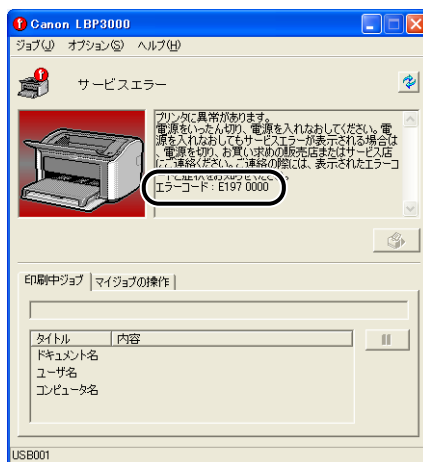 Canon LBP3000
ジョブ(J) オプション(S) ヘルプ(H)
サービスエラー
プリンタに異常があります。
電源をいったん切り、電源を入れなおしてください。電
源を入れなおしてもサービスエラーが表示される場合は
、電源を切り、お買い求めの販売店またはサービス店
にご連絡ください。ご連絡の際には、表示されたエラーコ
エラーコード : E197 0000
印刷中ジョブ マイジョブの操作
タイトル 内容
ドキュメント名
ユーザ名
コンピュータ名
USB001